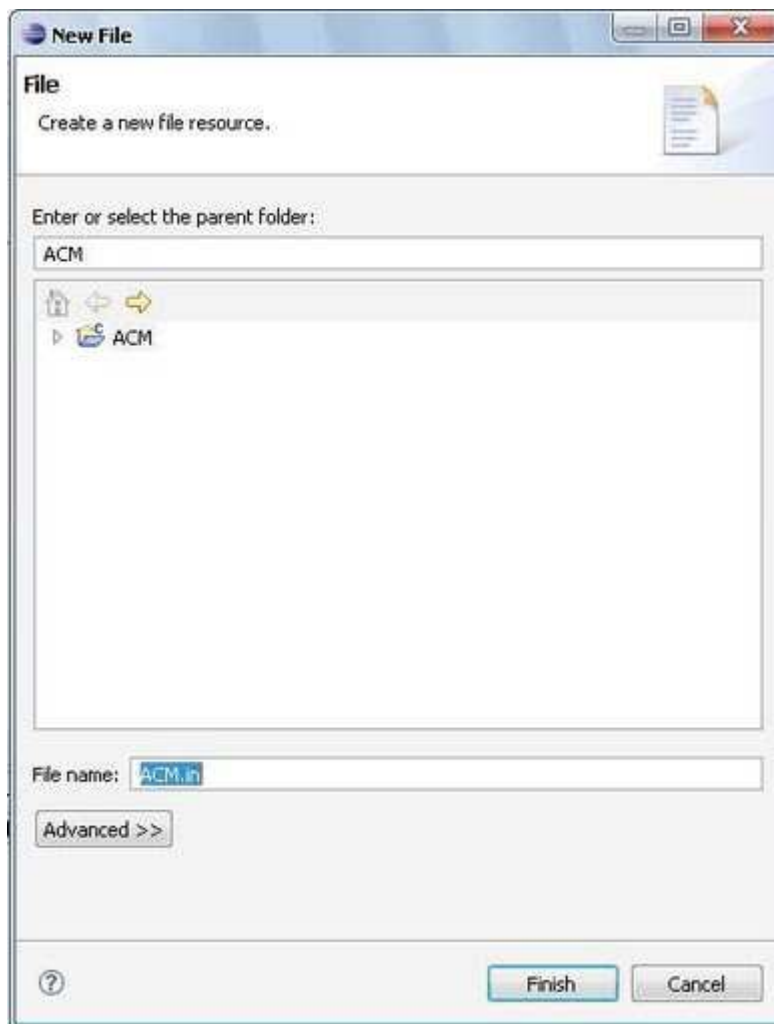 New File
File
Create a new file resource.
Enter or select the parent folder:
ACM
ACM
File name: ACM.in
Advanced >>
Finish Cancel